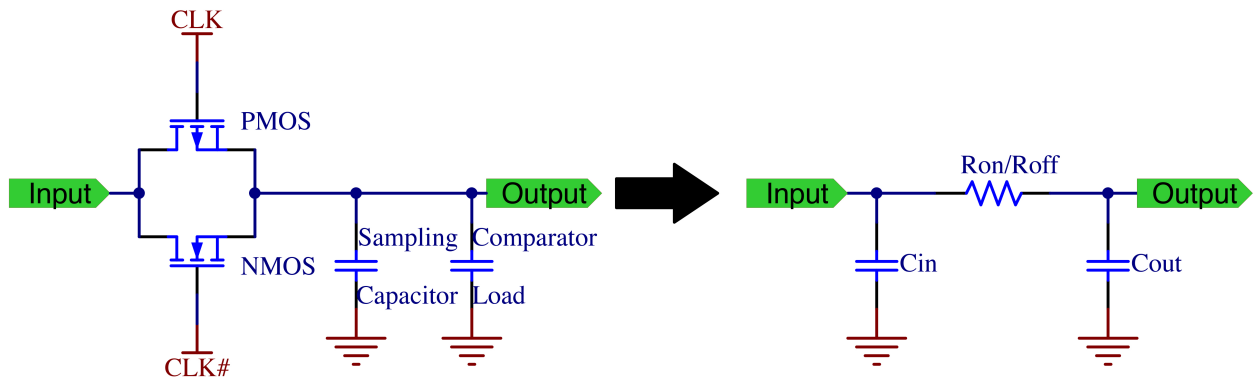 CLK
PMOS
Input
Output
Sampling
Capacitor
Comparator
Load
NMOS
CLK#
Input
Ron/Roff
Output
Cin
Cout